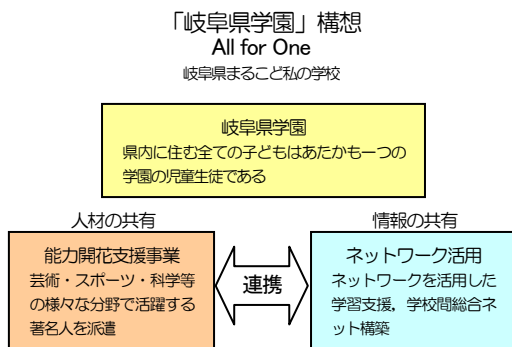 「岐阜県学園」構想
All for One
岐阜県まるごと私の学校
岐阜県学園
県内に住む全ての子どもはあたかも一つの
学園の児童生徒である
人材の共有
情報の共有
能力開花支援事業
芸術・スポーツ・科学等
の様々な分野で活躍する
著名人を派遣
連携
ネットワーク活用
ネットワークを活用した
学習支援，学校間総合ネ
ット構築